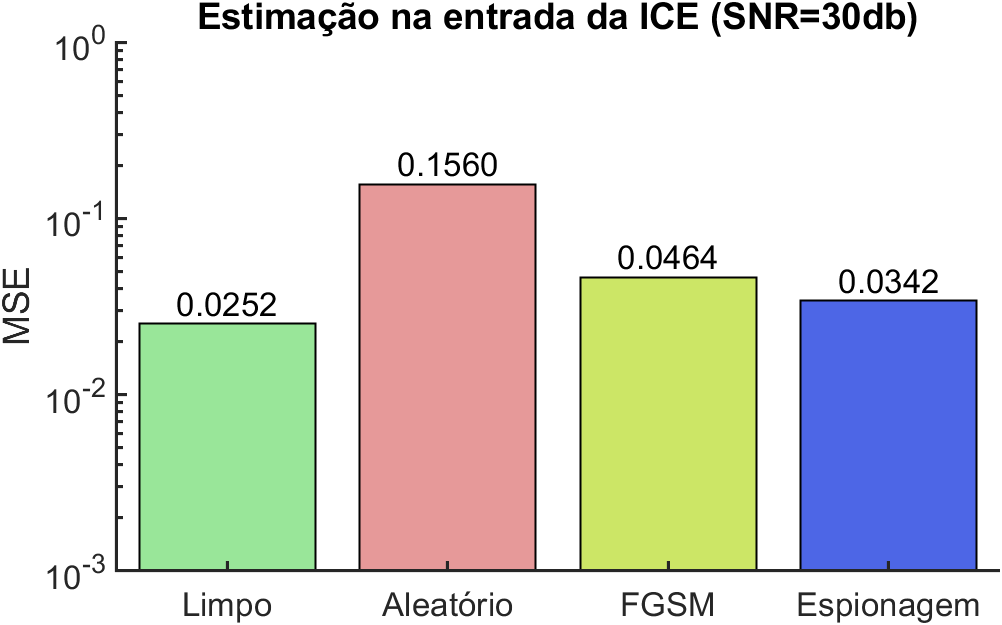 Estimação na entrada da ICE (SNR=30db)
10^0
10^-1
10^-2
10^-3
MSE
0.0252
0.1560
0.0464
0.0342
Limpo
Aleatório
FGSM
Espionagem